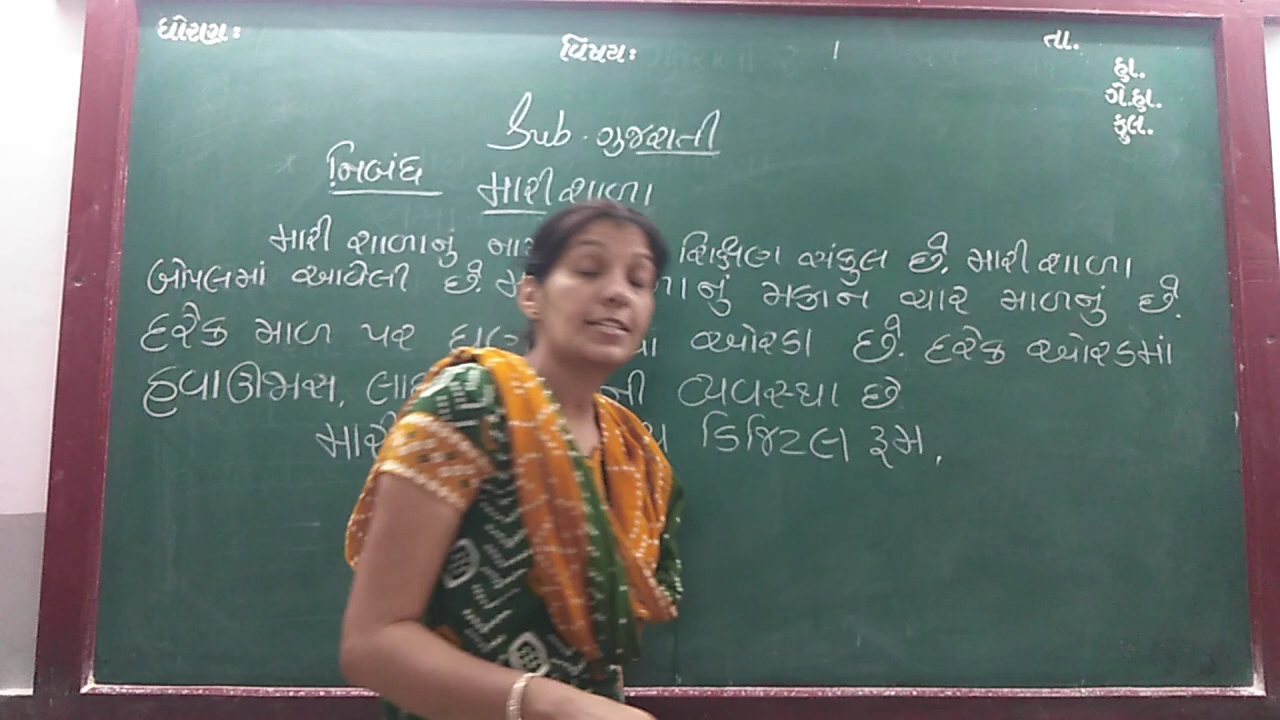 ધોરણઃ
વિષયઃ
તા.
હા.
ગે.હા.
કુલ.
Sub. ગુજરાતી
નિબંધ મારી શાળા
મારી શાળાનું શિક્ષણ સંકુલ છે. મારી શાળા
બોપલમાં આવેલી છે. નું મકાન ચાર માળનું છે.
દરેક માળ પર ઓરડા છે. દરેક ઓરડામાં
હવાઉજાસ, ની વ્યવસ્થા છે
મારી ડિજિટલ રૂમ,